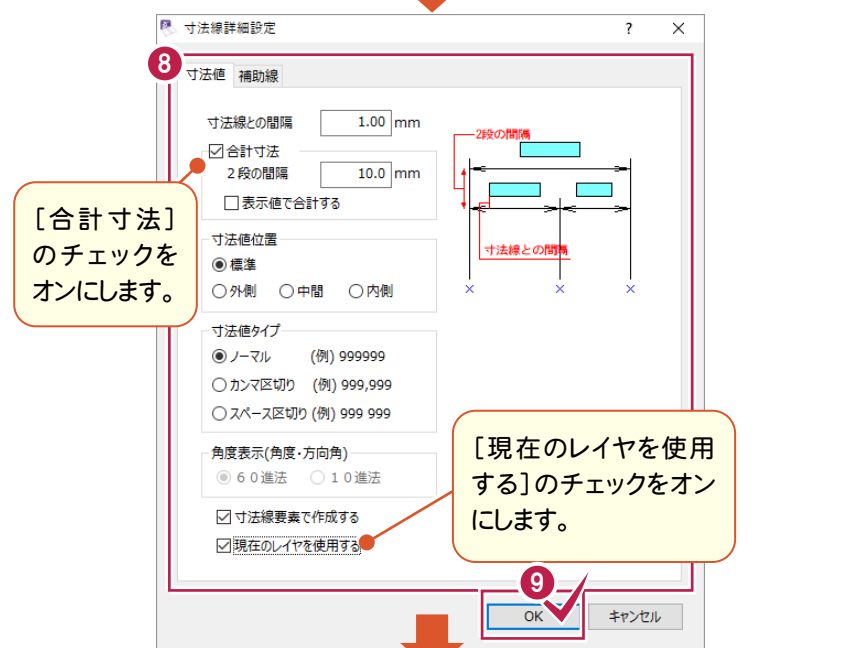 寸法線詳細設定
?
×
8
寸法値
補助線
寸法線との間隔
1.00 mm
合計寸法
2段の間隔
10.0 mm
表示値で合計する
2段の間隔
寸法線との間隔
[合計寸法]
のチェックを
オンにします。
寸法値位置
標準
外側 中間 内側
寸法値タイプ
ノーマル (例) 999999
カンマ区切り (例) 999,999
スペース区切り (例) 999 999
角度表示(角度・方向角)
60進法 10進法
寸法線要素で作成する
現在のレイヤを使用する
[現在のレイヤを使用
する]のチェックをオン
にします。
9
OK
キャンセル